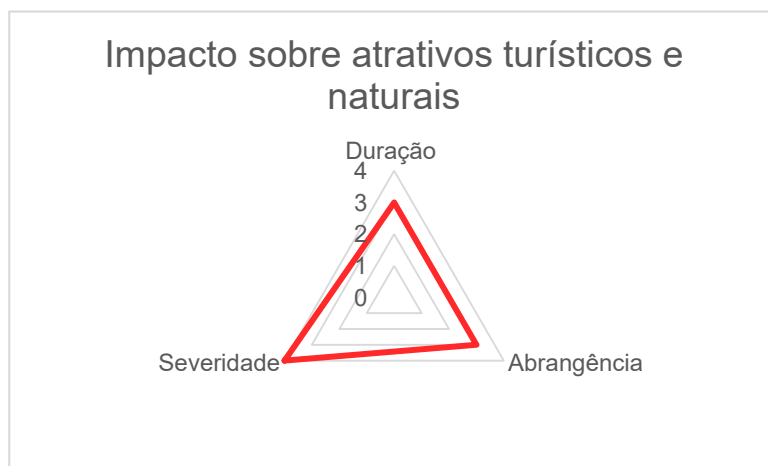 Impacto sobre atrativos turísticos e
naturais
Duração
4
3
2
1
0
Severidade
Abrangência